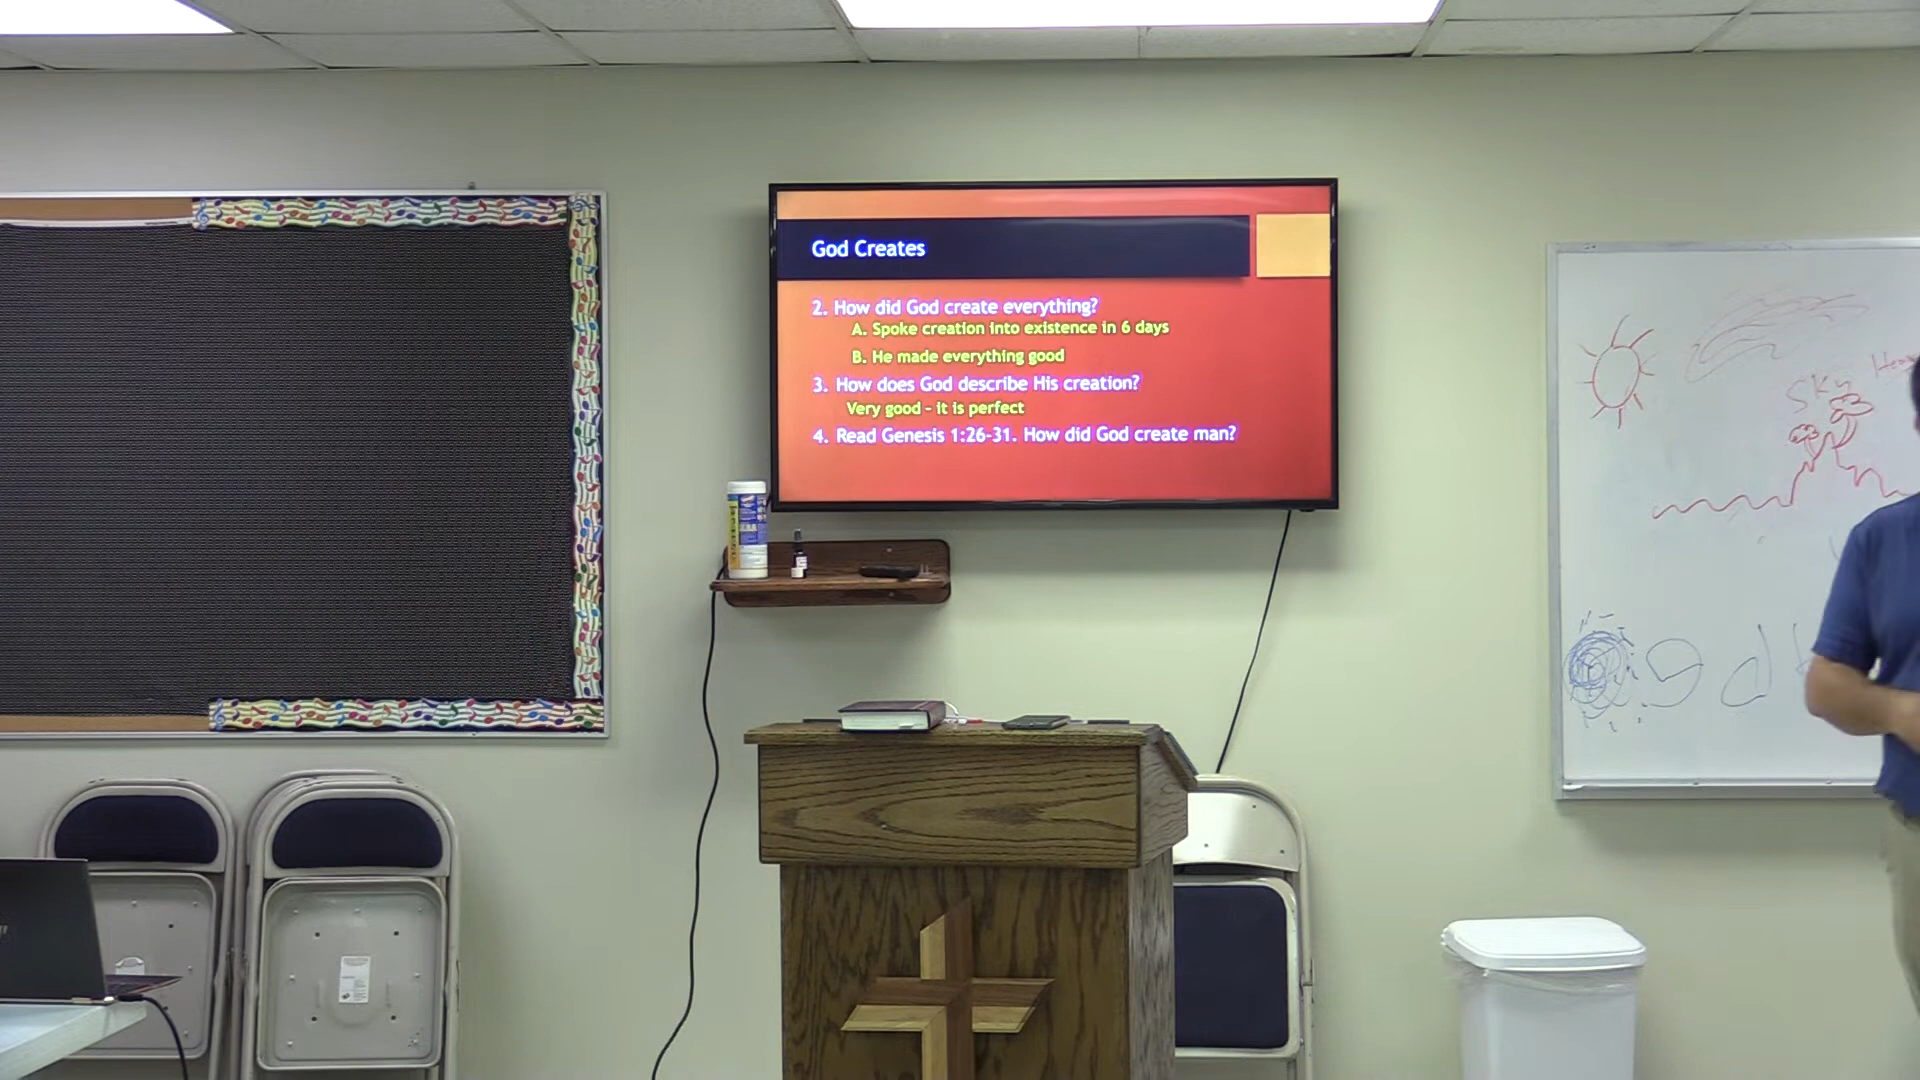 God Creates
2. How did God create everything?
A. Spoke creation into existence in 6 days
B. He made everything good
3. How does God describe His creation?
Very good - it is perfect
4. Read Genesis 1:26-31. How did God create man?
Sky